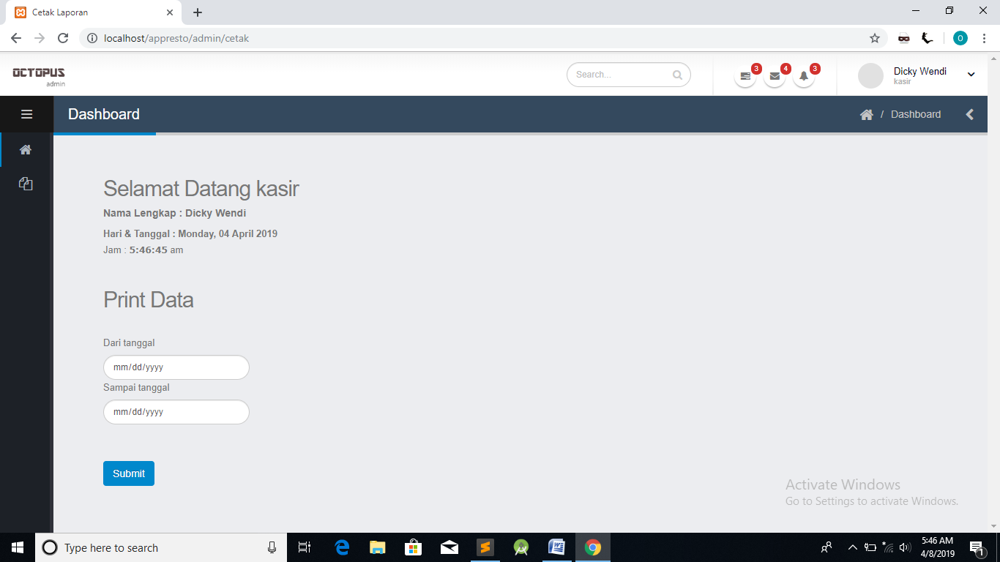 Cetak Laporan
localhost/appresto/admin/cetak
O
OCTOPUS
admin
Search...
3
4
3
Dicky Wendi
kasir
Dashboard
/ Dashboard
Selamat Datang kasir
Nama Lengkap : Dicky Wendi
Hari & Tanggal : Monday, 04 April 2019
Jam : 5:46:45 am
Print Data
Dari tanggal
mm/dd/yyyy
Sampai tanggal
mm/dd/yyyy
Submit
Activate Windows
Go to Settings to activate Windows.
Type here to search
5:46 AM
4/8/2019
1